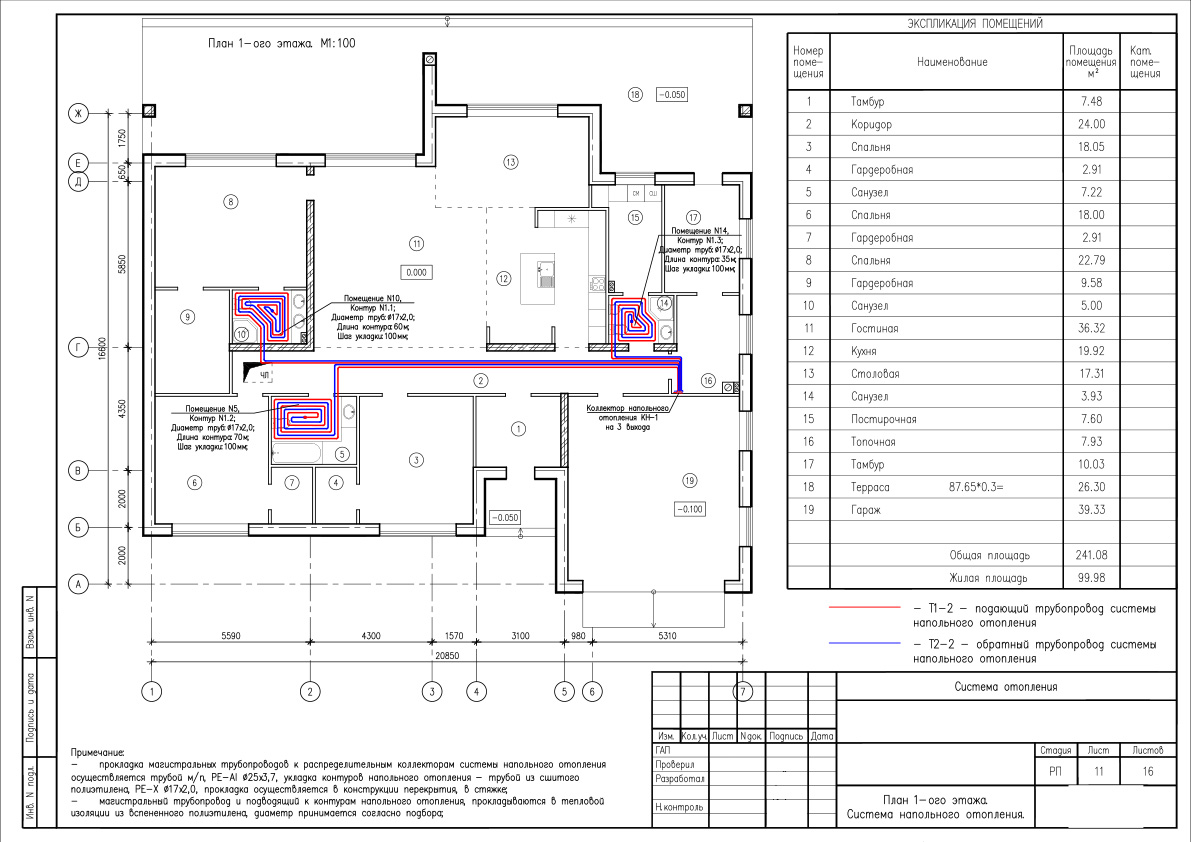 План 1-ого этажа. М1:100
18
-0.050
Ж
Е
Д
Г
В
Б
А
1750
650
5850
16600
4350
2000
2000
13
8
11
0.000
12
15
СМ
СШ
17
Помещение N14,
Контур N1.3;
Диаметр труб:Ø17х2,0;
Длина контура:35м;
Шаг укладки:100мм;
14
9
10
Помещение N10,
Контур N1.1;
Диаметр труб:Ø17х2,0;
Длина контура:60м;
Шаг укладки:100мм;
ЧП
2
16
Помещение N5,
Контур N1.2;
Диаметр труб:Ø17х2,0;
Длина контура:70м;
Шаг укладки:100мм;
Коллектор напольного
отопления КН-1
на 3 выхода
1
3
5
6
7
4
19
-0.100
-0.050
5590
4300
1570
3100
980
5310
20850
1
2
3
4
5
6
7
ЭКСПЛИКАЦИЯ ПОМЕЩЕНИЙ
Номер поме-щения Наименование Площадь помещения м² Кат. поме-щения
1 Тамбур 7.48
2 Коридор 24.00
3 Спальня 18.05
4 Гардеробная 2.91
5 Санузел 7.22
6 Спальня 18.00
7 Гардеробная 2.91
8 Спальня 22.79
9 Гардеробная 9.58
10 Санузел 5.00
11 Гостиная 36.32
12 Кухня 19.92
13 Столовая 17.31
14 Санузел 3.93
15 Постирочная 7.60
16 Топочная 7.93
17 Тамбур 10.03
18 Терраса 87.65*0.3= 26.30
19 Гараж 39.33
Общая площадь 241.08
Жилая площадь 99.98
- Т1-2 - подающий трубопровод системы
напольного отопления
- Т2-2 - обратный трубопровод системы
напольного отопления
Примечание:
- прокладка магистральных трубопроводов к распределительным коллекторам системы напольного отопления
осуществляется трубой м/п, PE-Al Ø25х3,7, укладка контуров напольного отопления - трубой из сшитого
полиэтилена, PE-X Ø17х2,0, прокладка осуществляется в конструкции перекрытия, в стяжке;
- магистральный трубопровод и подводящий к контурам напольного отопления, прокладываются в тепловой
изоляции из вспененного полиэтилена, диаметр принимается согласно подбора;
Взам. инв. N
Подпись и дата
Инв. N подл.
Система отопления
Изм. Кол.уч. Лист N док. Подпись Дата
ГАП
Проверил
Разработал
Н.контроль
Стадия Лист Листов
РП 11 16
План 1-ого этажа.
Система напольного отопления.